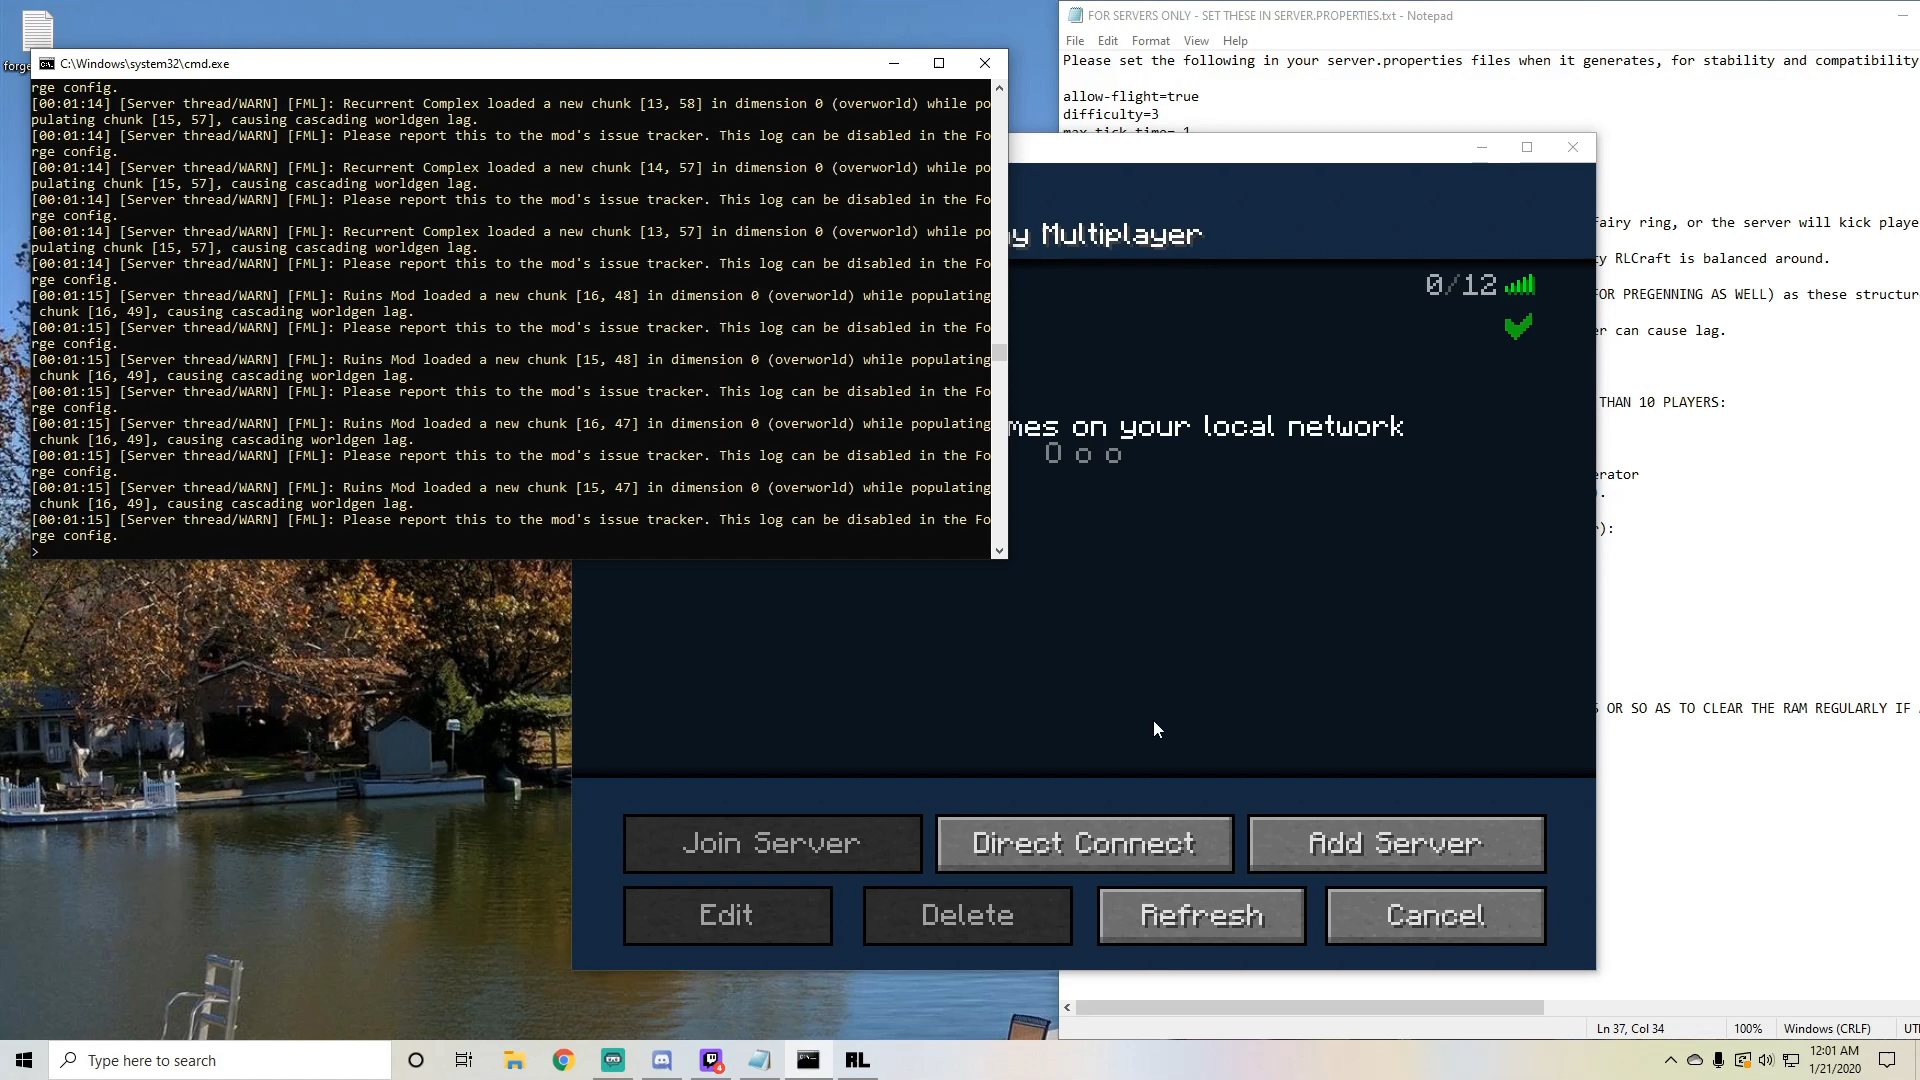 forge
C:\Windows\system32\cmd.exe
rge config.
[00:01:14] [Server thread/WARN] [FML]: Recurrent Complex loaded a new chunk [13, 58] in dimension 0 (overworld) while po
pulating chunk [15, 57], causing cascading worldgen lag.
[00:01:14] [Server thread/WARN] [FML]: Please report this to the mod's issue tracker. This log can be disabled in the Fo
rge config.
[00:01:14] [Server thread/WARN] [FML]: Recurrent Complex loaded a new chunk [14, 57] in dimension 0 (overworld) while po
pulating chunk [15, 57], causing cascading worldgen lag.
[00:01:14] [Server thread/WARN] [FML]: Please report this to the mod's issue tracker. This log can be disabled in the Fo
rge config.
[00:01:14] [Server thread/WARN] [FML]: Recurrent Complex loaded a new chunk [13, 57] in dimension 0 (overworld) while po
pulating chunk [15, 57], causing cascading worldgen lag.
[00:01:14] [Server thread/WARN] [FML]: Please report this to the mod's issue tracker. This log can be disabled in the Fo
rge config.
[00:01:15] [Server thread/WARN] [FML]: Ruins Mod loaded a new chunk [16, 48] in dimension 0 (overworld) while populating
chunk [16, 49], causing cascading worldgen lag.
[00:01:15] [Server thread/WARN] [FML]: Please report this to the mod's issue tracker. This log can be disabled in the Fo
rge config.
[00:01:15] [Server thread/WARN] [FML]: Ruins Mod loaded a new chunk [15, 48] in dimension 0 (overworld) while populating
chunk [16, 49], causing cascading worldgen lag.
[00:01:15] [Server thread/WARN] [FML]: Please report this to the mod's issue tracker. This log can be disabled in the Fo
rge config.
[00:01:15] [Server thread/WARN] [FML]: Ruins Mod loaded a new chunk [16, 47] in dimension 0 (overworld) while populating
chunk [16, 49], causing cascading worldgen lag.
[00:01:15] [Server thread/WARN] [FML]: Please report this to the mod's issue tracker. This log can be disabled in the Fo
rge config.
[00:01:15] [Server thread/WARN] [FML]: Ruins Mod loaded a new chunk [15, 47] in dimension 0 (overworld) while populating
chunk [16, 49], causing cascading worldgen lag.
[00:01:15] [Server thread/WARN] [FML]: Please report this to the mod's issue tracker. This log can be disabled in the Fo
rge config.
>
FOR SERVERS ONLY - SET THESE IN SERVER.PROPERTIES.txt - Notepad
File Edit Format View Help
Please set the following in your server.properties files when it generates, for stability and compatibility
allow-flight=true
difficulty=3
max-tick-time=-1
fairy ring, or the server will kick playe
ty RLCraft is balanced around.
FOR PREGENNING AS WELL) as these structur
er can cause lag.
THAN 10 PLAYERS:
erator
).
r):
S OR SO AS TO CLEAR THE RAM REGULARLY IF
Ln 37, Col 34 100% Windows (CRLF) UT
ay Multiplayer
0/12
mes on your local network
O o o
Join Server Direct Connect Add Server
Edit Delete Refresh Cancel
Type here to search
4
RL
12:01 AM
1/21/2020